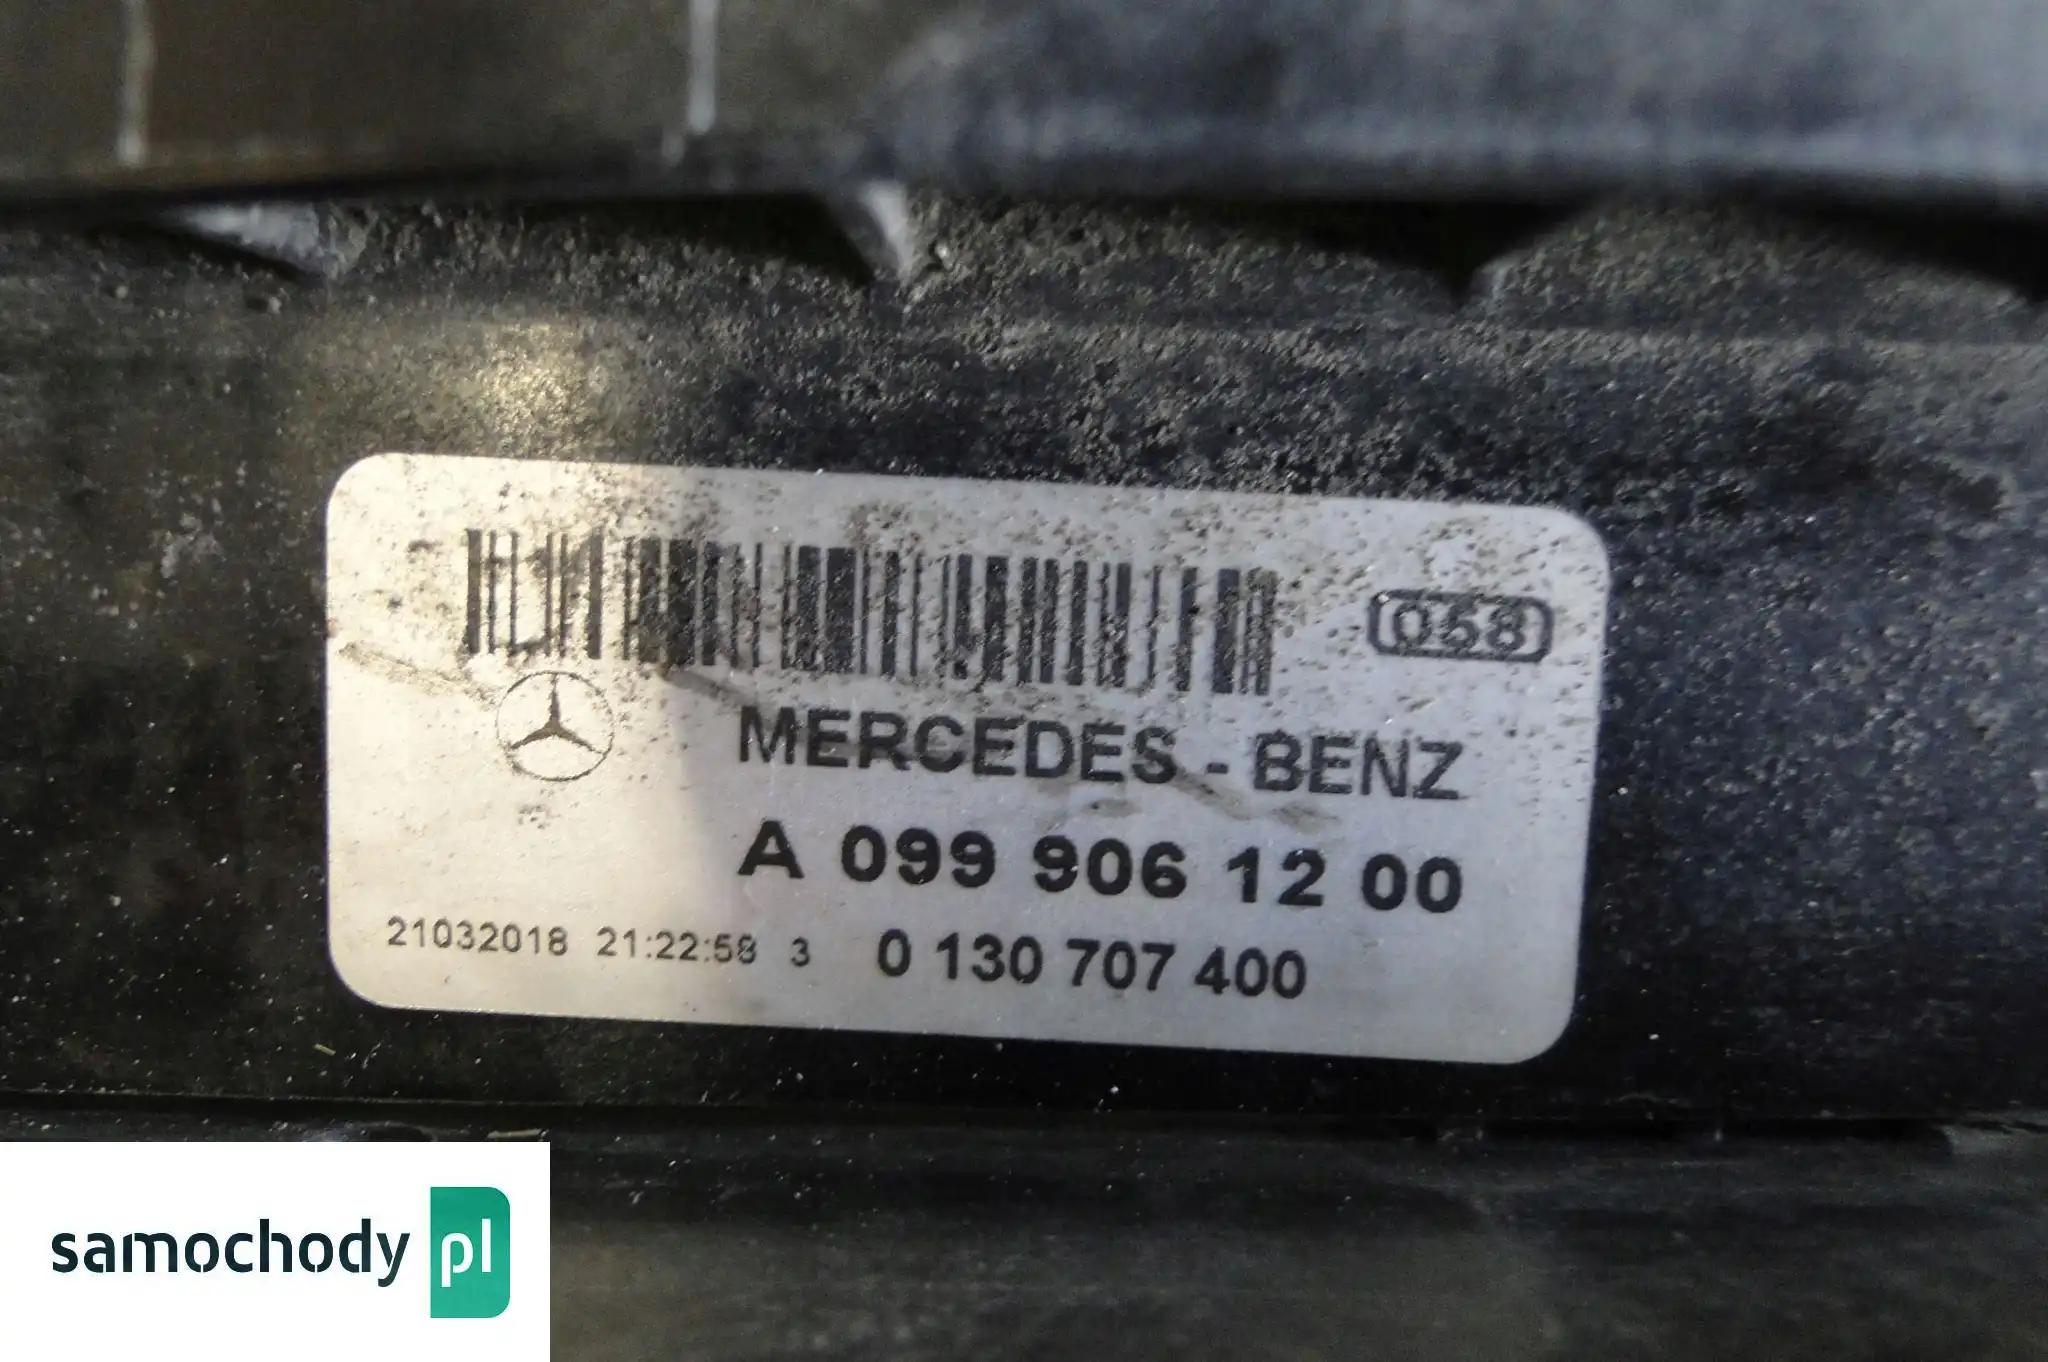 058
MERCEDES - BENZ
A 099 906 12 00
21032018 21:22:58 3 0 130 707 400
samochody pl